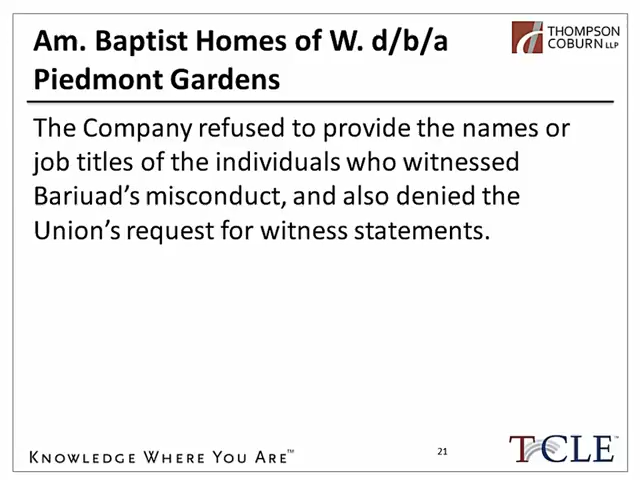 Am. Baptist Homes of W. d/b/a
Piedmont Gardens
THOMPSON
COBURN LLP
The Company refused to provide the names or
job titles of the individuals who witnessed
Bariuad’s misconduct, and also denied the
Union’s request for witness statements.
KNOWLEDGE WHERE YOU ARE™
21
TCCLE™